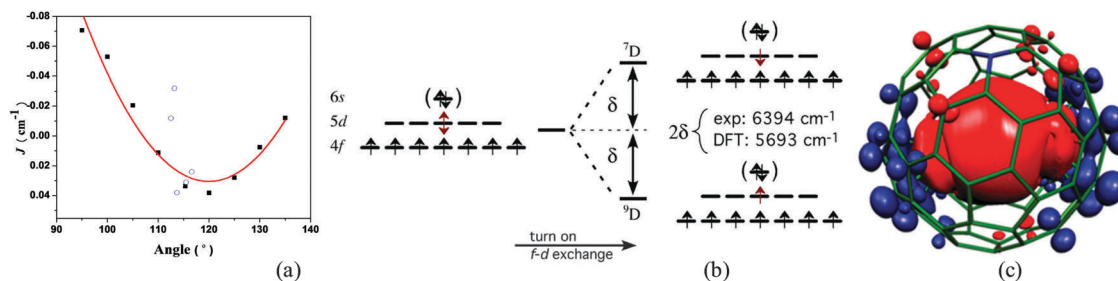 -0.08
-0.06
-0.04
-0.02
0.00
0.02
0.04
J (cm⁻¹)
90 100 110 120 130 140
Angle (°)
(a)
6s
5d
4f
turn on
f-d exchange
⁷D
δ
δ
⁹D
2δ
exp: 6394 cm⁻¹
DFT: 5693 cm⁻¹
(b)
(c)